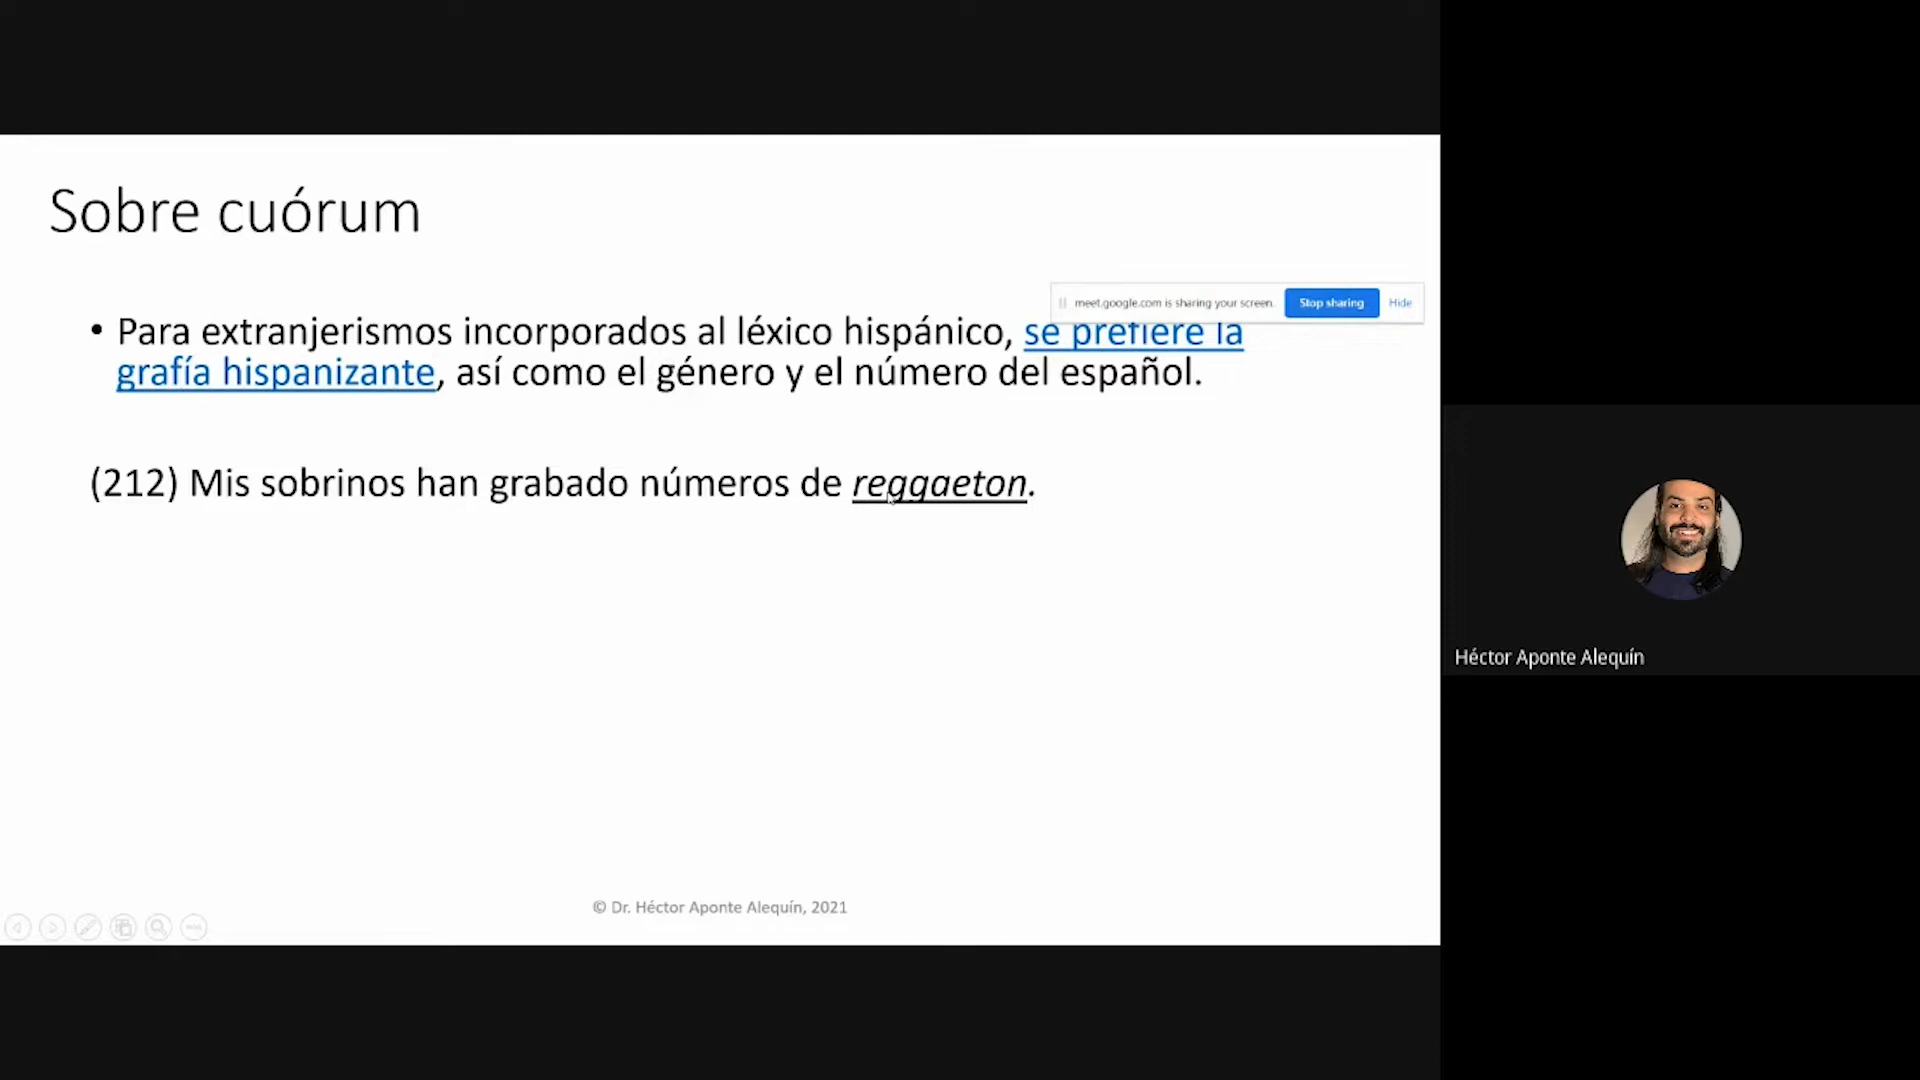 Sobre cuórum
meet.google.com is sharing your screen.
Stop sharing
Hide
• Para extranjerismos incorporados al léxico hispánico, se prefiere la
grafía hispanizante, así como el género y el número del español.
(212) Mis sobrinos han grabado números de reggaeton.
Héctor Aponte Alequín
© Dr. Héctor Aponte Alequín, 2021